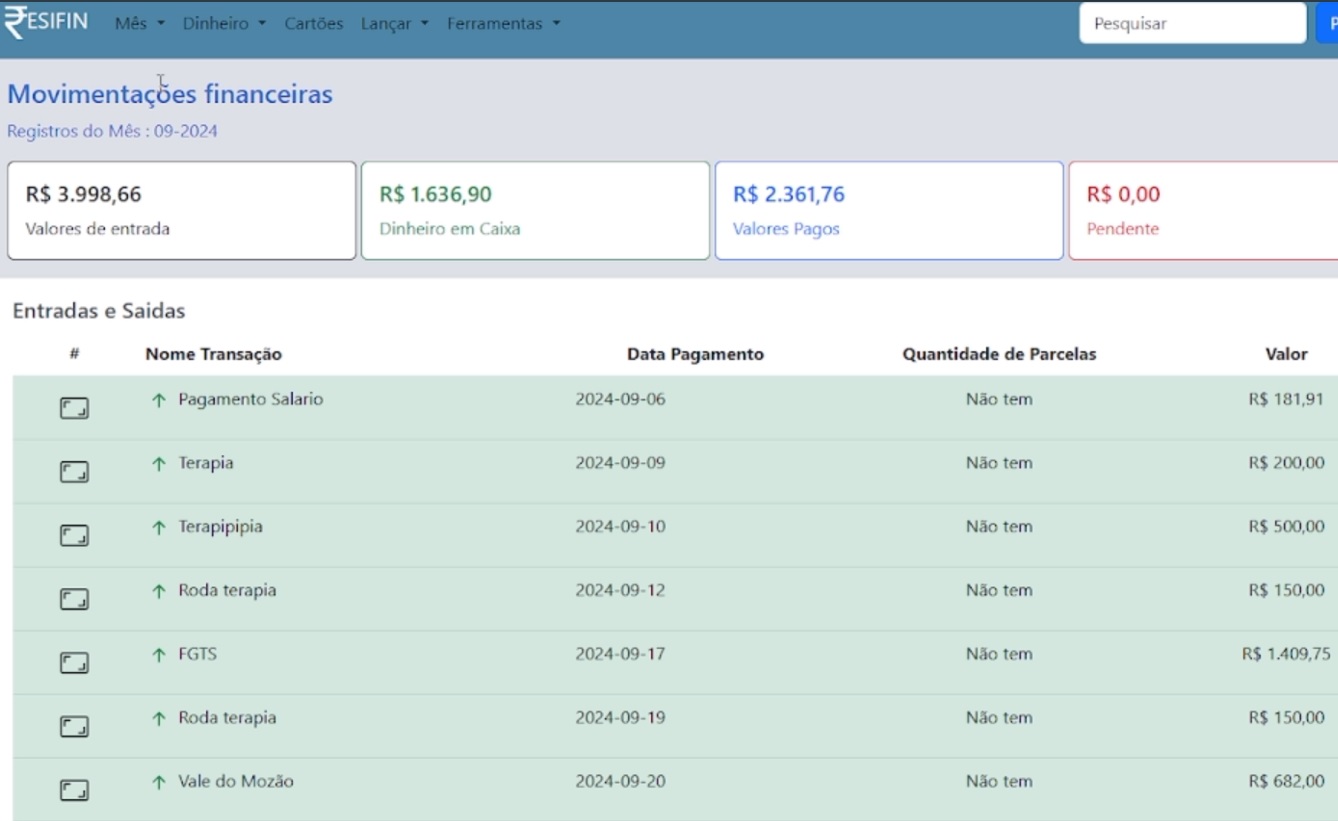 ESIFIN Mês Dinheiro Cartões Lançar Ferramentas Pesquisar P
Movimentações financeiras
Registros do Mês : 09-2024
R$ 3.998,66 R$ 1.636,90 R$ 2.361,76 R$ 0,00
Valores de entrada Dinheiro em Caixa Valores Pagos Pendente
Entradas e Saidas
# Nome Transação Data Pagamento Quantidade de Parcelas Valor
Pagamento Salario 2024-09-06 Não tem R$ 181,91
Terapia 2024-09-09 Não tem R$ 200,00
Terapipipia 2024-09-10 Não tem R$ 500,00
Roda terapia 2024-09-12 Não tem R$ 150,00
FGTS 2024-09-17 Não tem R$ 1.409,75
Roda terapia 2024-09-19 Não tem R$ 150,00
Vale do Mozão 2024-09-20 Não tem R$ 682,00